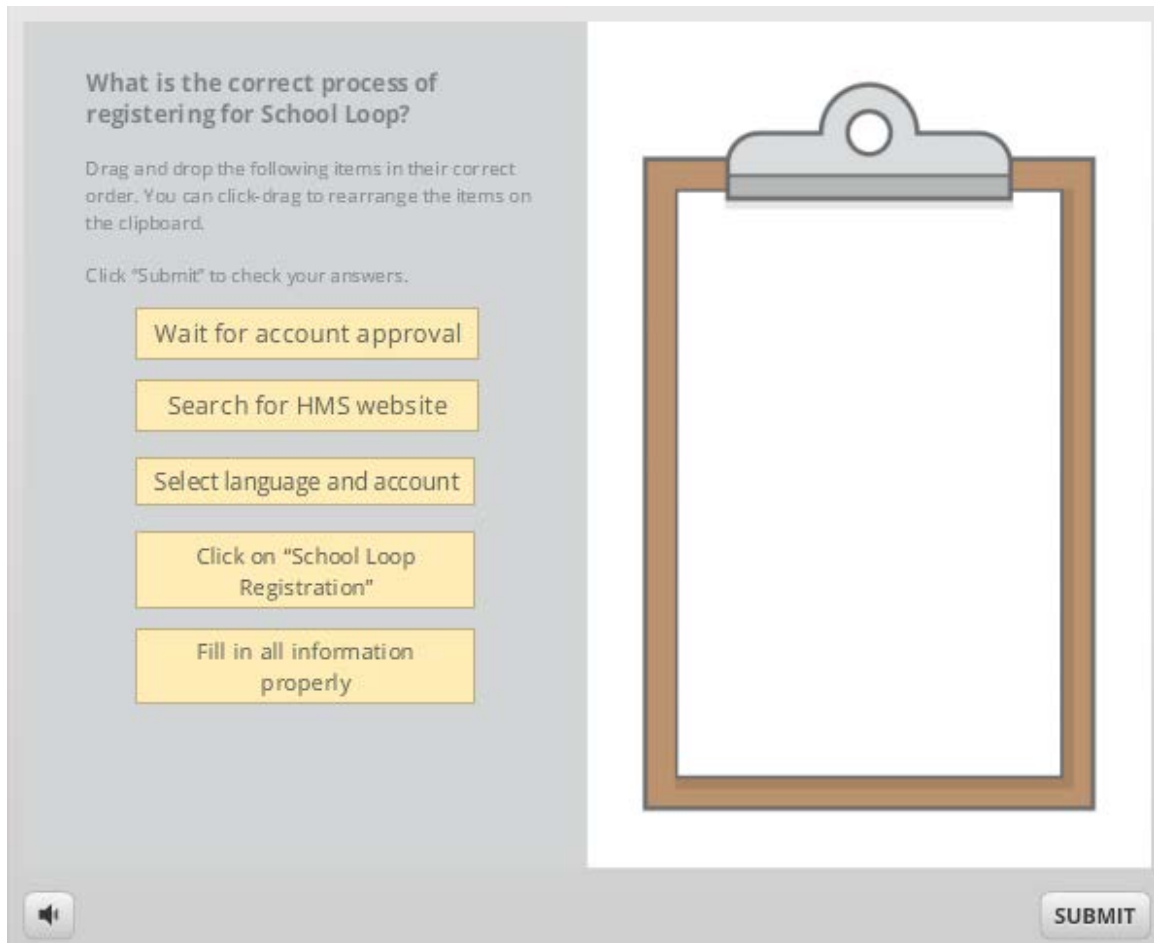 What is the correct process of
registering for School Loop?
Drag and drop the following items in their correct
order. You can click-drag to rearrange the items on
the clipboard.
Click “Submit” to check your answers.
Wait for account approval
Search for HMS website
Select language and account
Click on “School Loop
Registration”
Fill in all information
properly
SUBMIT